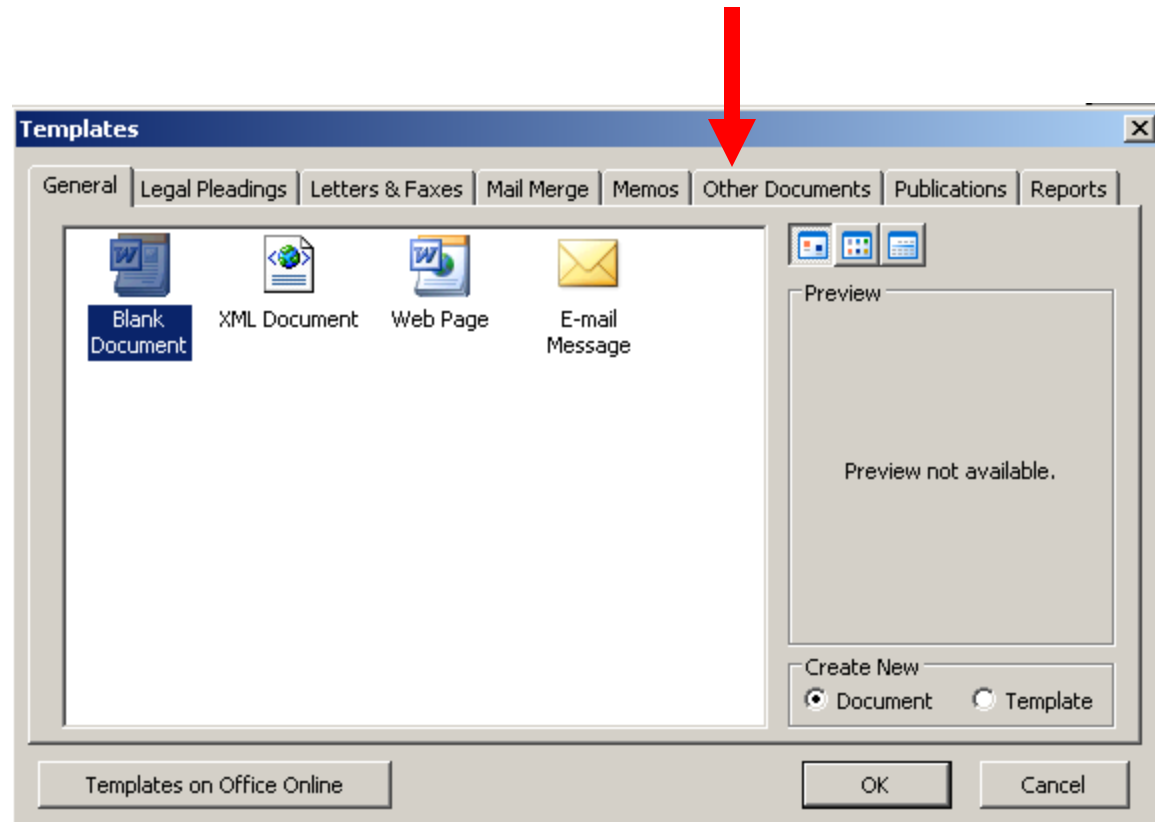 Templates
General Legal Pleadings Letters & Faxes Mail Merge Memos Other Documents Publications Reports
Blank Document
XML Document
Web Page
E-mail
Message
Preview
Preview not available.
Create New
Document Template
Templates on Office Online OK Cancel